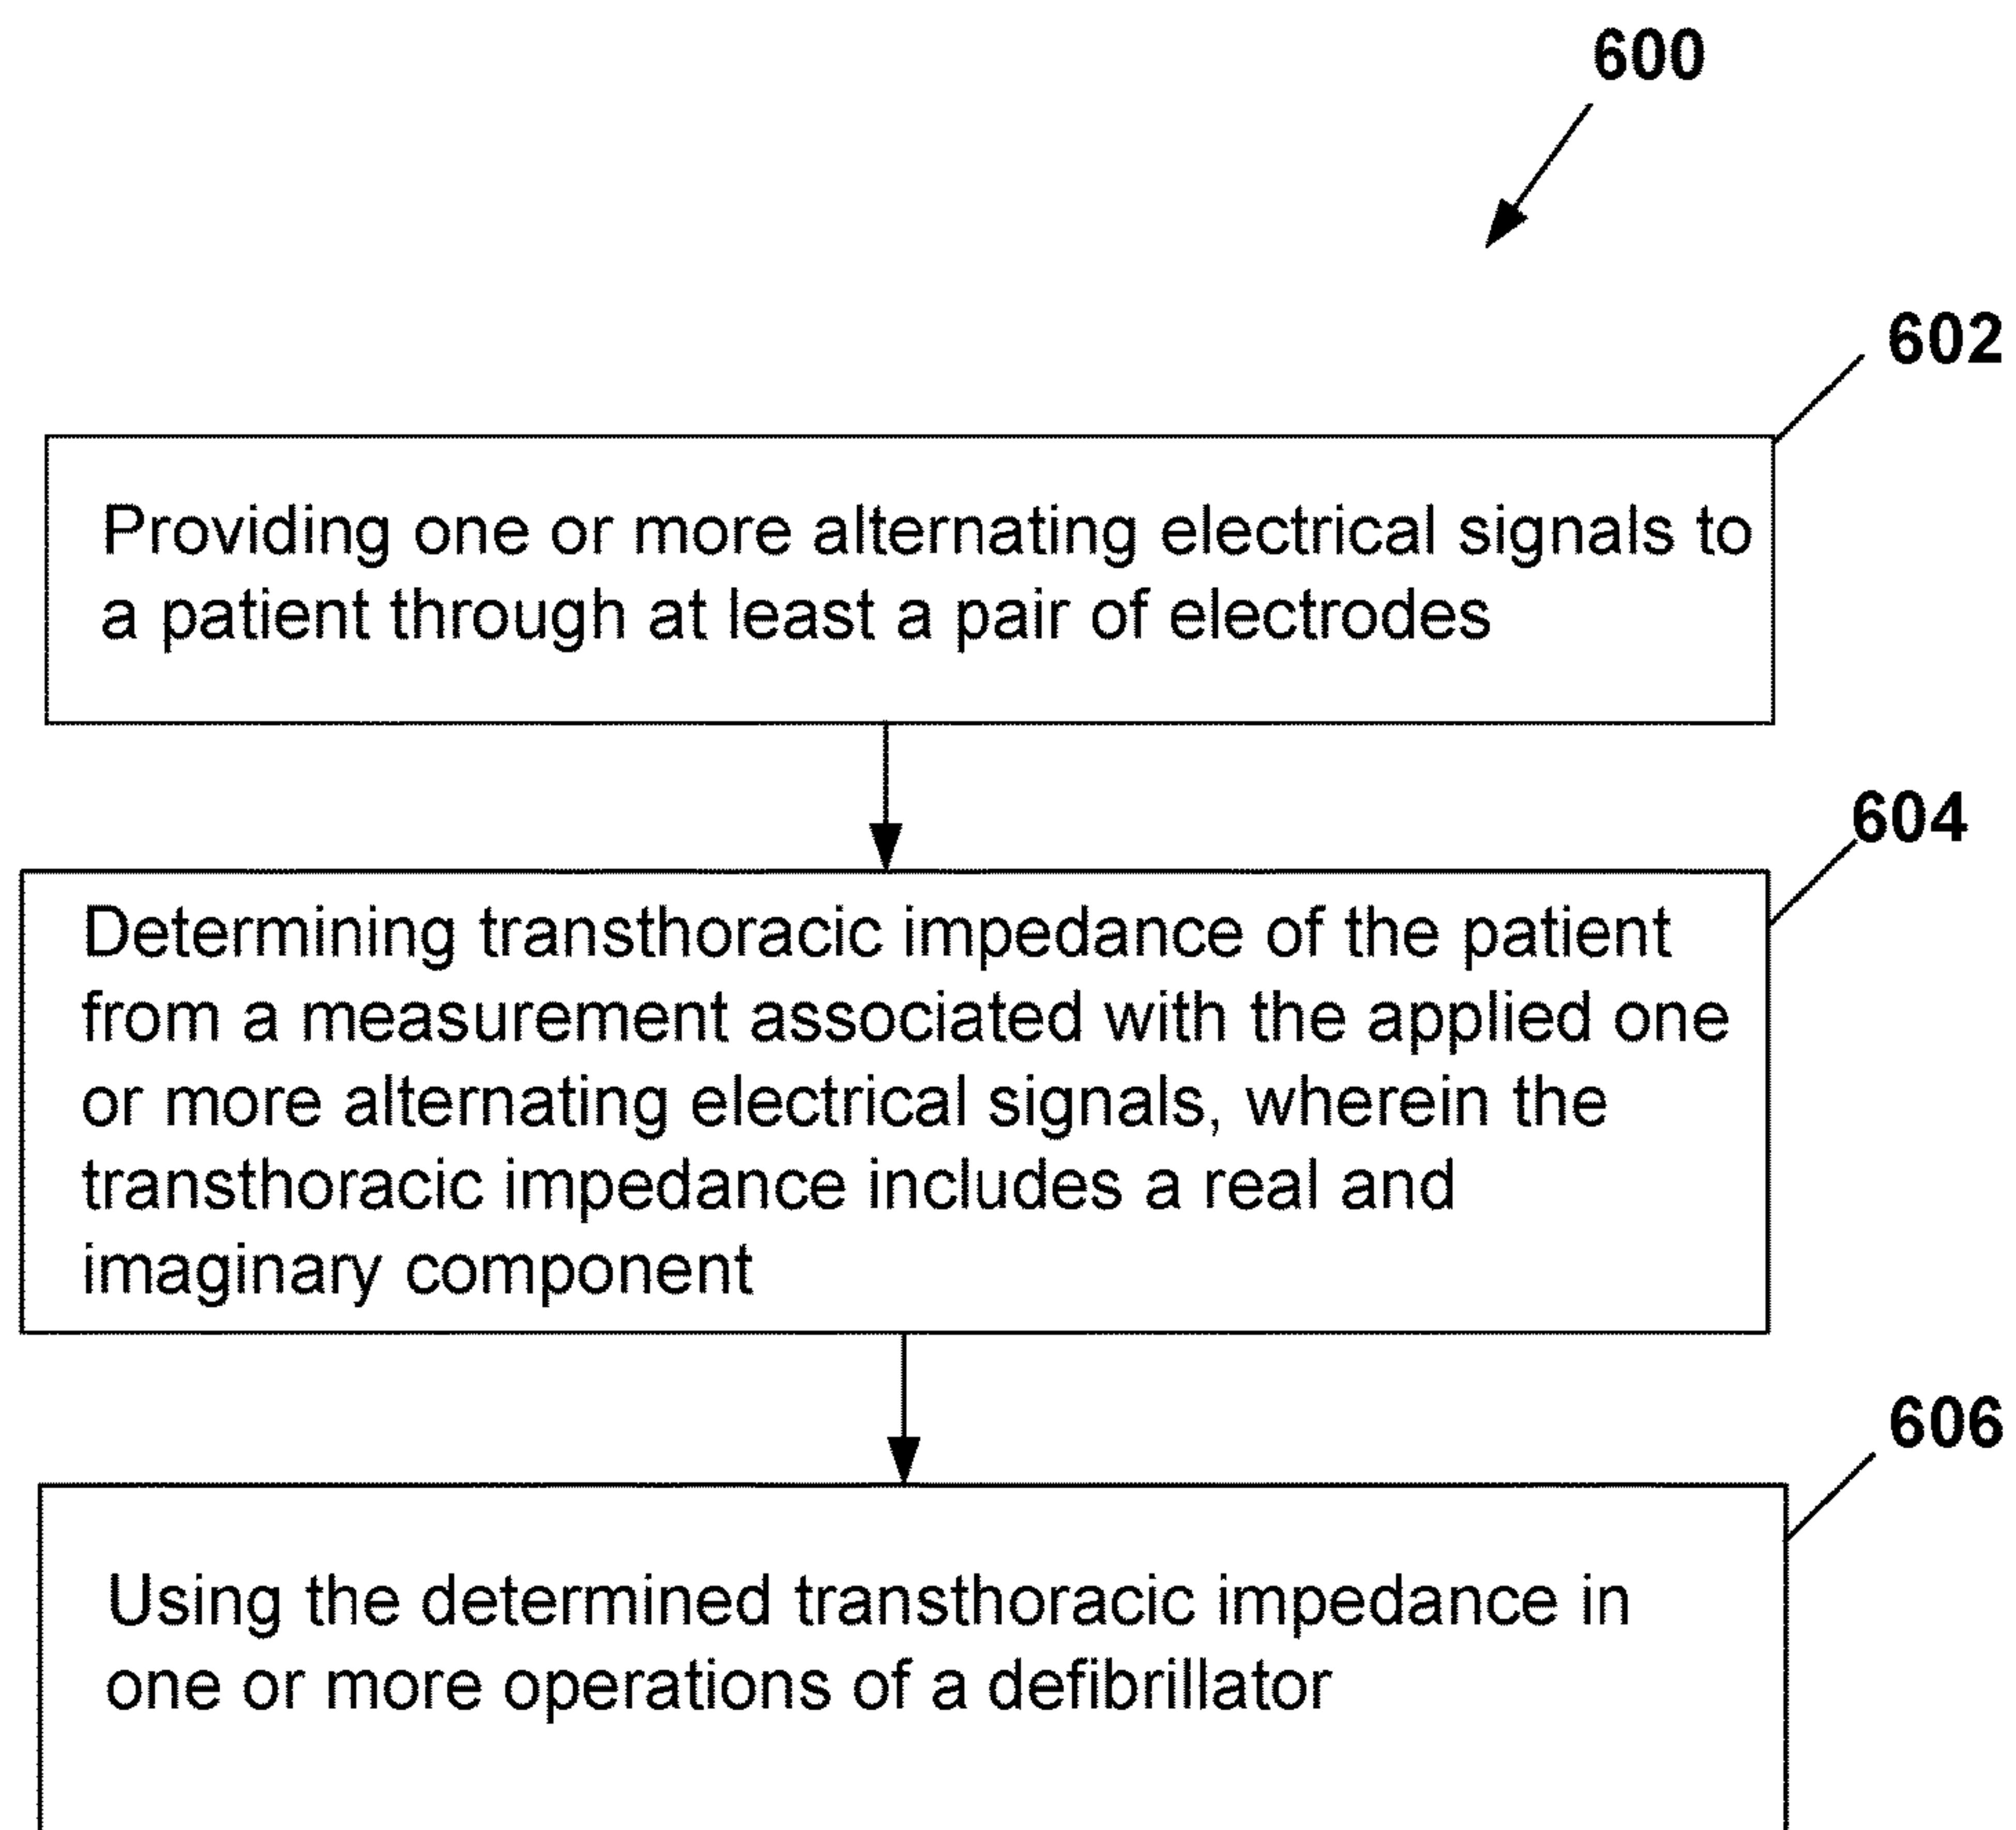 600
602
Providing one or more alternating electrical signals to
a patient through at least a pair of electrodes
604
Determining transthoracic impedance of the patient
from a measurement associated with the applied one
or more alternating electrical signals, wherein the
transthoracic impedance includes a real and
imaginary component
606
Using the determined transthoracic impedance in
one or more operations of a defibrillator